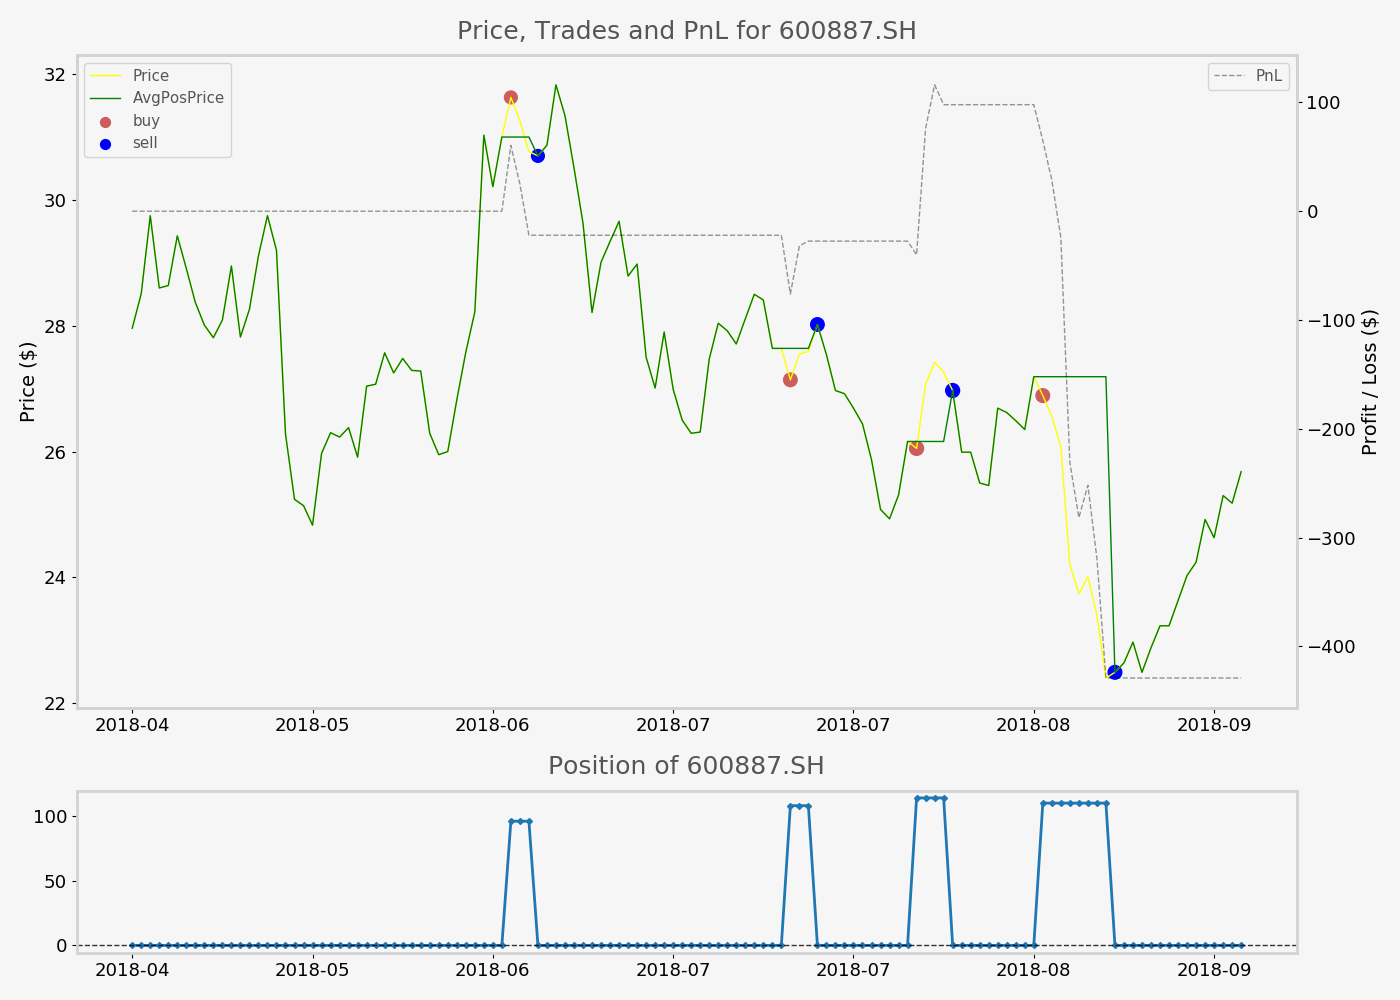 Price, Trades and PnL for 600887.SH
Price
AvgPosPrice
buy
sell
PnL
32
30
28
26
24
22
Price ($)
100
0
−100
−200
−300
−400
Profit / Loss ($)
2018-04 2018-05 2018-06 2018-07 2018-07 2018-08 2018-09
Position of 600887.SH
100
50
0
2018-04 2018-05 2018-06 2018-07 2018-07 2018-08 2018-09